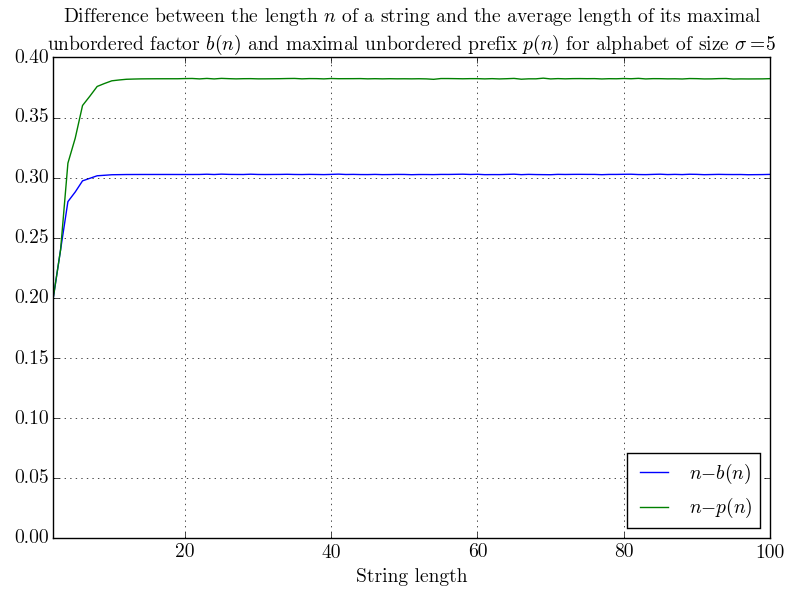 Difference between the length n of a string and the average length of its maximal
unbordered factor b(n) and maximal unbordered prefix p(n) for alphabet of size σ=5
0.40
0.35
0.30
0.25
0.20
0.15
0.10
0.05
0.00
n−b(n)
n−p(n)
20 40 60 80 100
String length